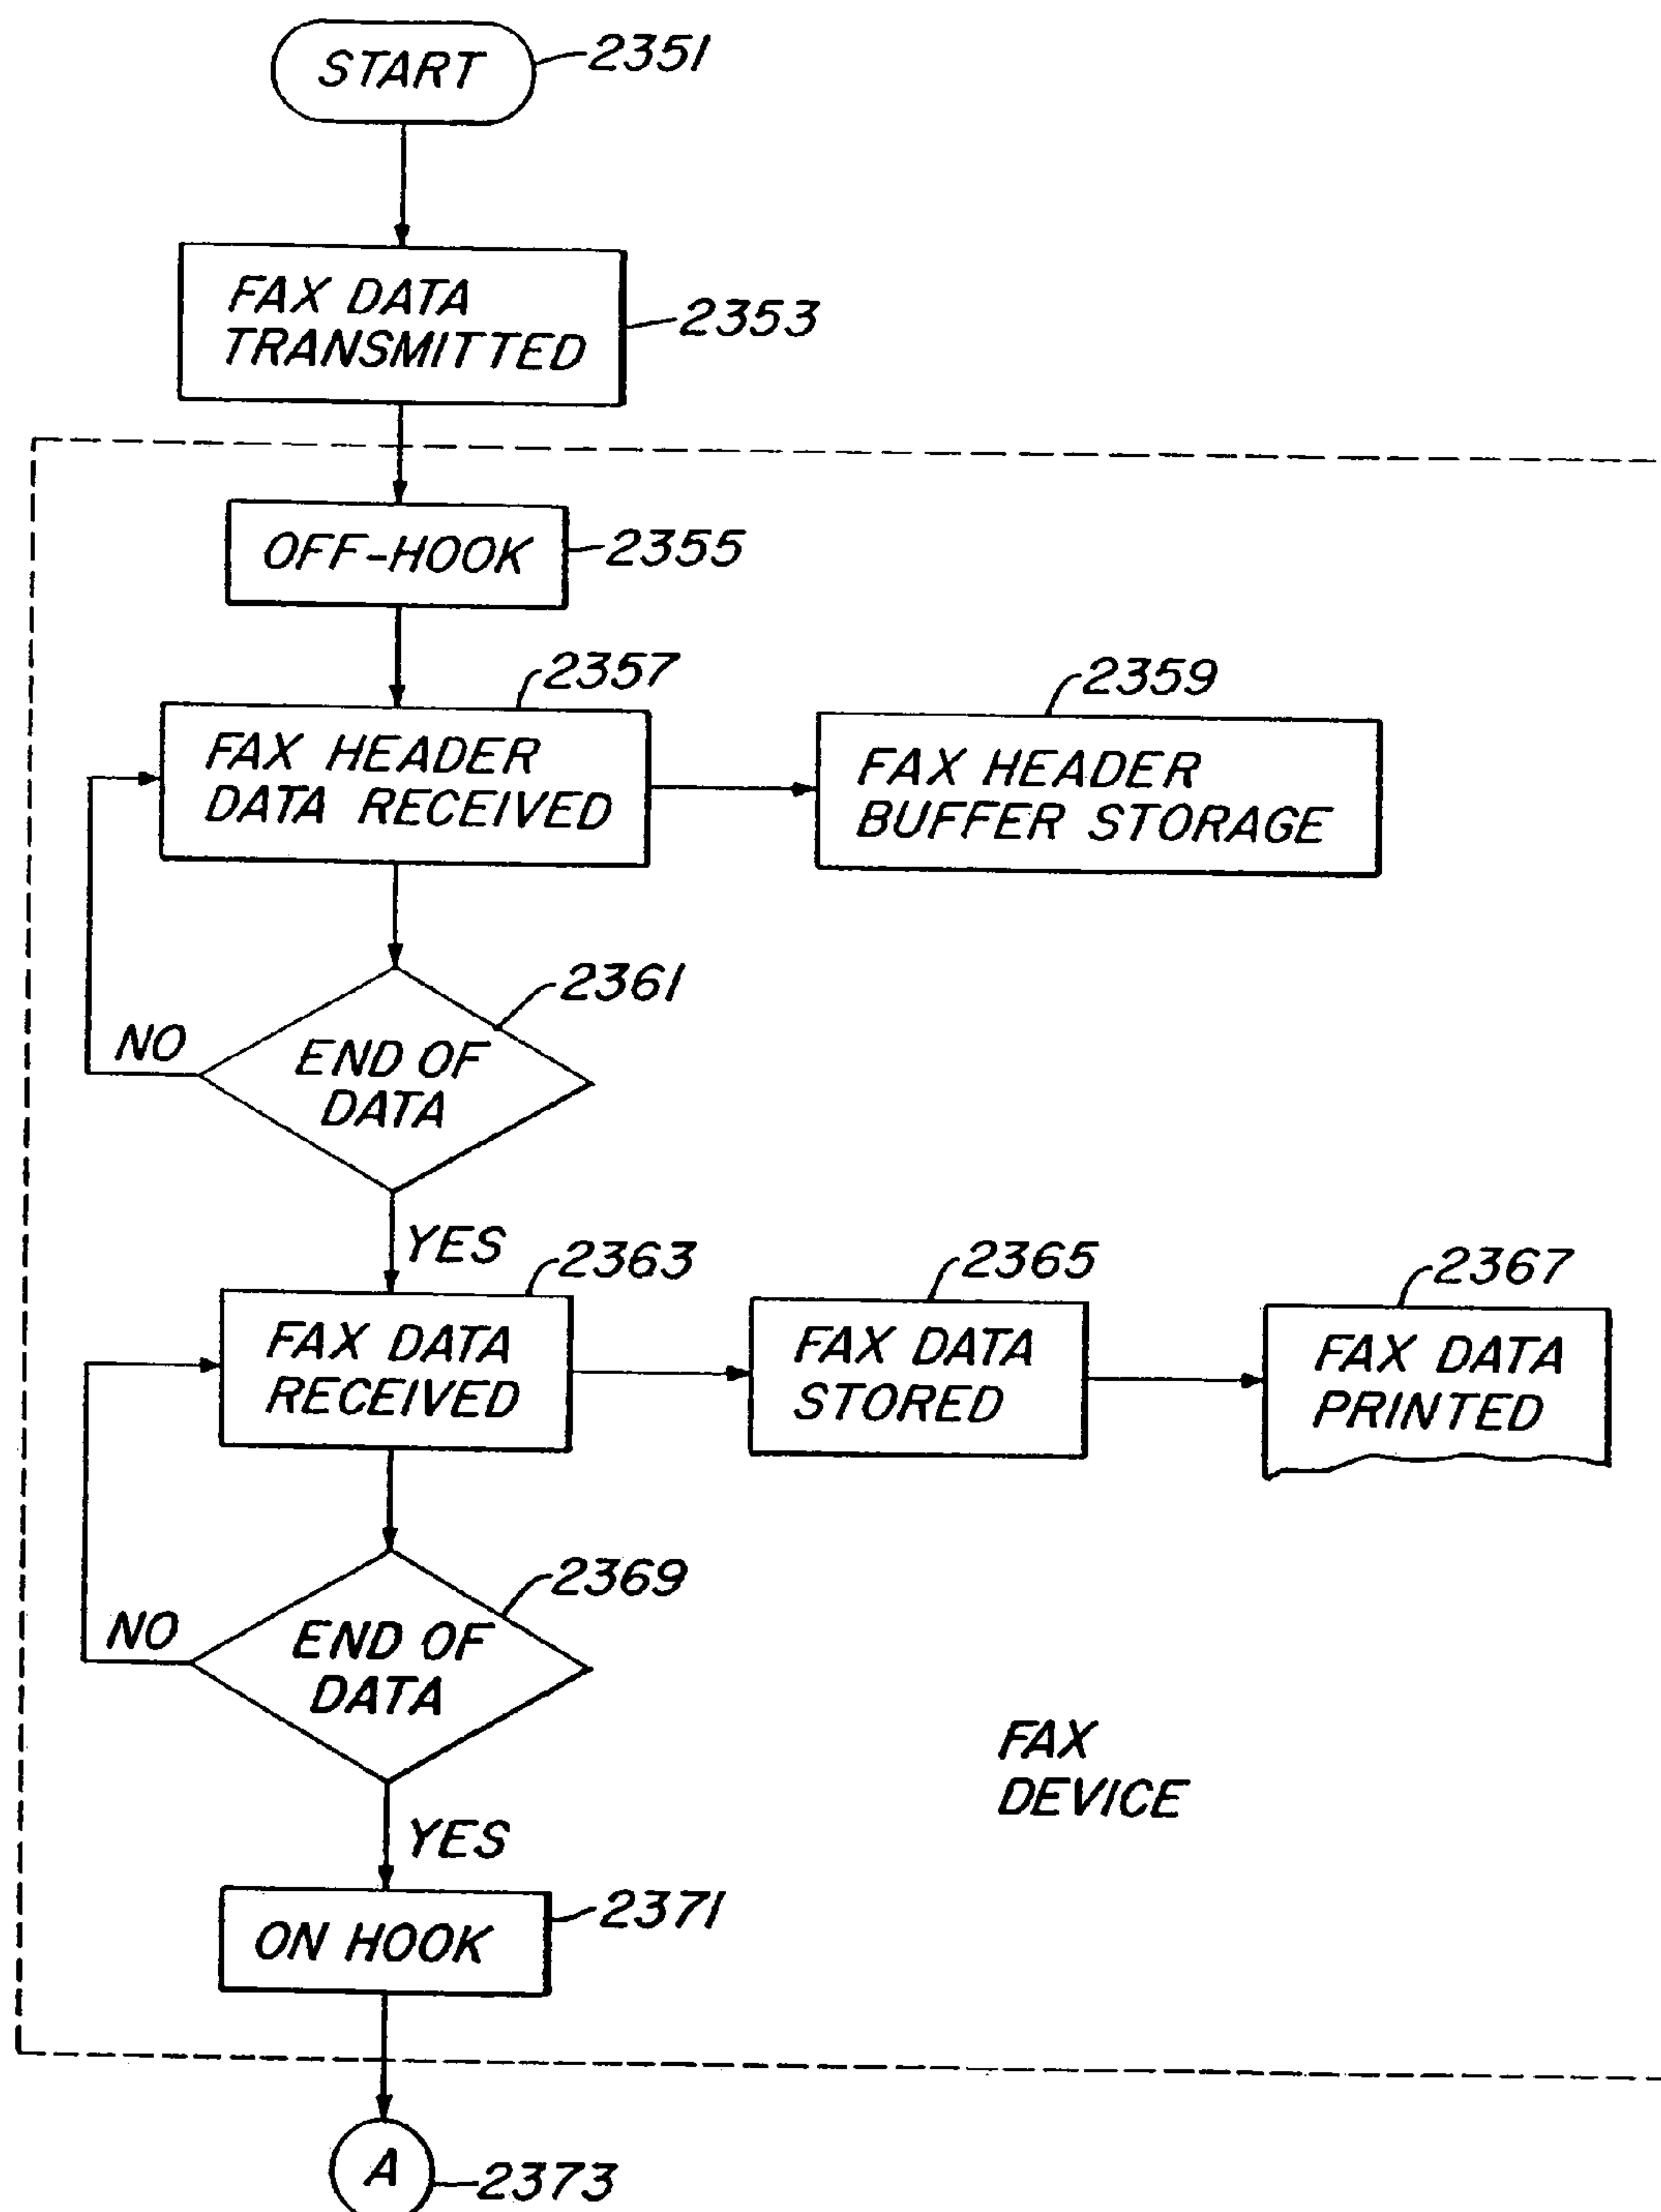 START
2351
FAX DATA
TRANSMITTED
2353
OFF-HOOK
2355
2357
FAX HEADER
DATA RECEIVED
2359
FAX HEADER
BUFFER STORAGE
2361
END OF
DATA
NO
YES
2363
FAX DATA
RECEIVED
2365
FAX DATA
STORED
2367
FAX DATA
PRINTED
2369
END OF
DATA
NO
FAX
DEVICE
YES
ON HOOK
2371
A
2373